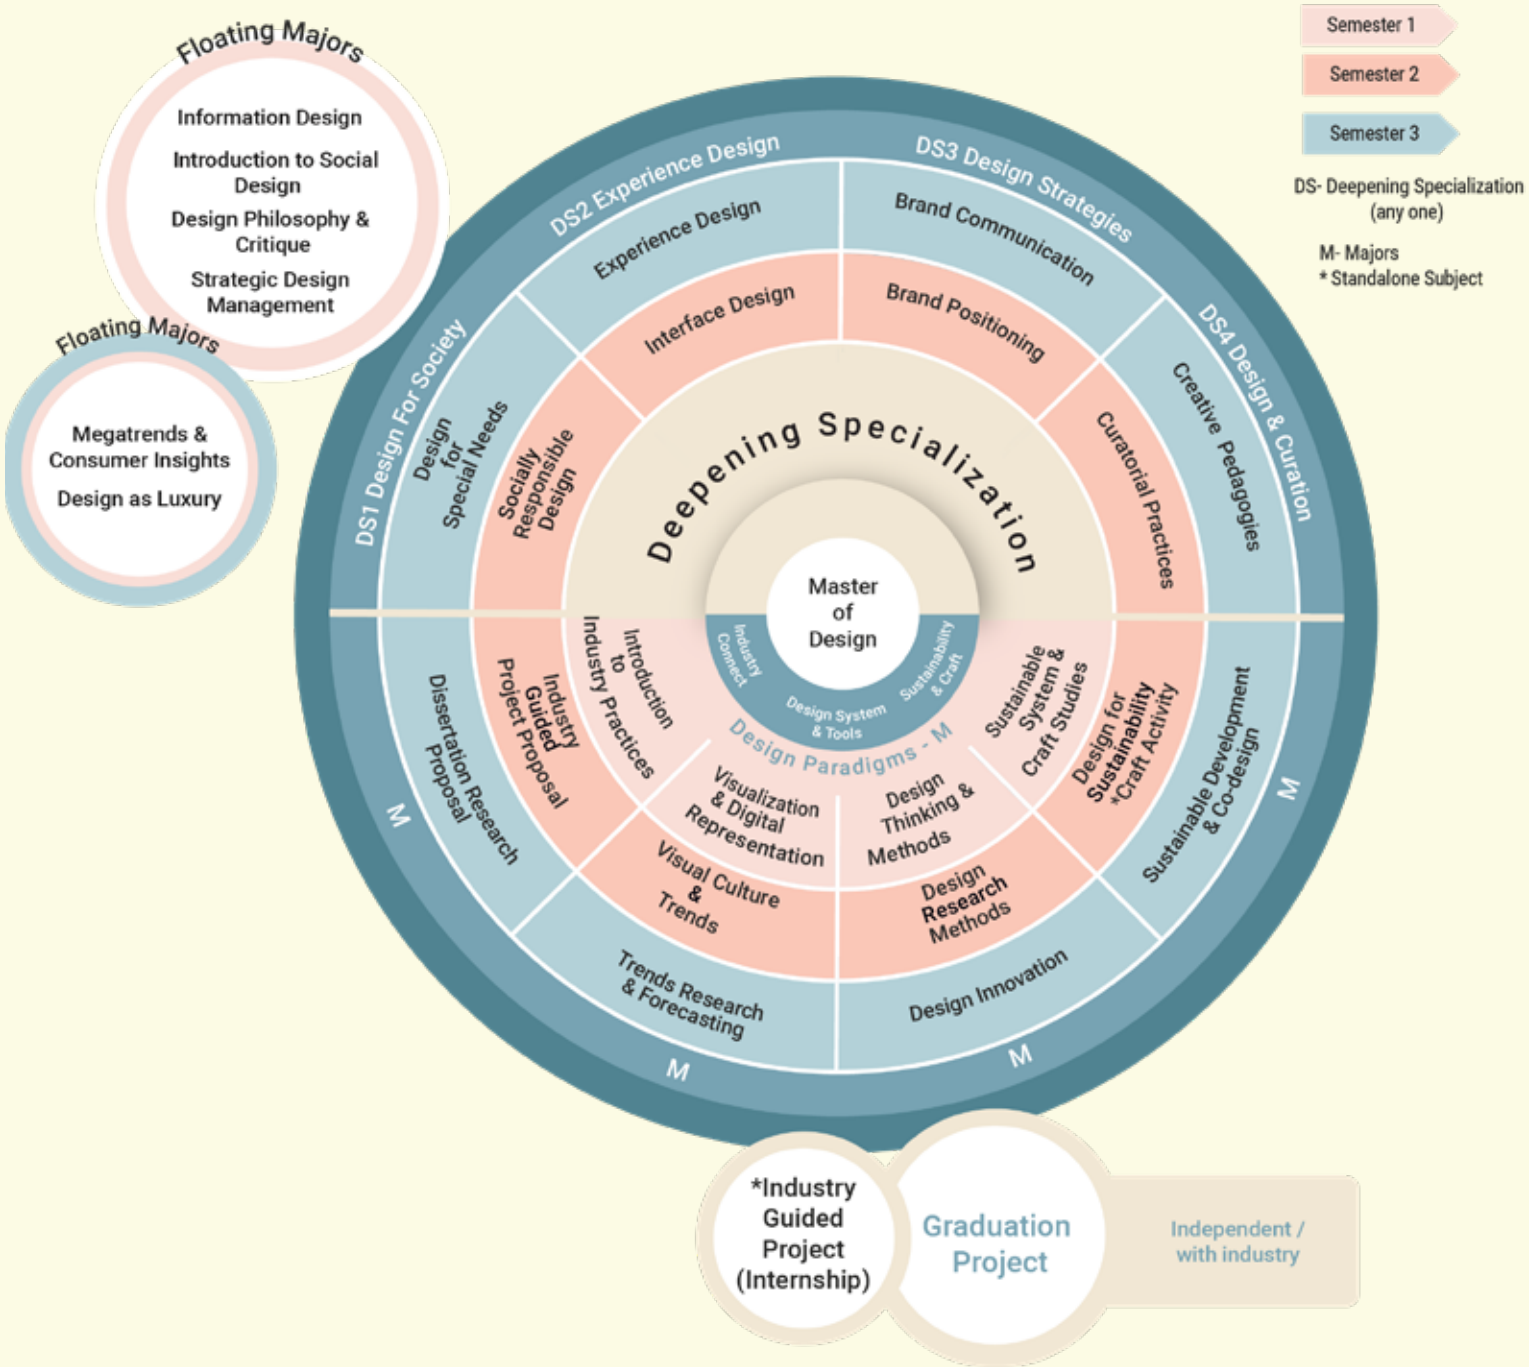 Floating Majors
Information Design
Introduction to Social
Design
Design Philosophy &
Critique
Strategic Design
Management
Floating Majors
Megatrends &
Consumer Insights
Design as Luxury
Semester 1
Semester 2
Semester 3
DS- Deepening Specialization
(any one)
M- Majors
* Standalone Subject
DS1 Design For Society
DS2 Experience Design
DS3 Design Strategies
DS4 Design & Curation
Design
for
Special Needs
Experience Design
Brand Communication
Creative Pedagogies
Socially
Responsible
Design
Interface Design
Brand Positioning
Curatorial Practices
Deepening Specialization
Master
of
Design
Industry
Connect
Design System
& Tools
Sustainability
& Craft
Design Paradigms - M
Introduction
to
Industry Practices
Visualization
& Digital
Representation
Design
Thinking &
Methods
Sustainable
System &
Craft Studies
Industry
Guided
Project Proposal
Visual Culture
&
Trends
Design
Research
Methods
Design for
Sustainability
*Craft Activity
Dissertation Research
Proposal
Trends Research
& Forecasting
Design Innovation
Sustainable Development
& Co-design
M
M
M
M
*Industry
Guided
Project
(Internship)
Graduation
Project
Independent /
with industry